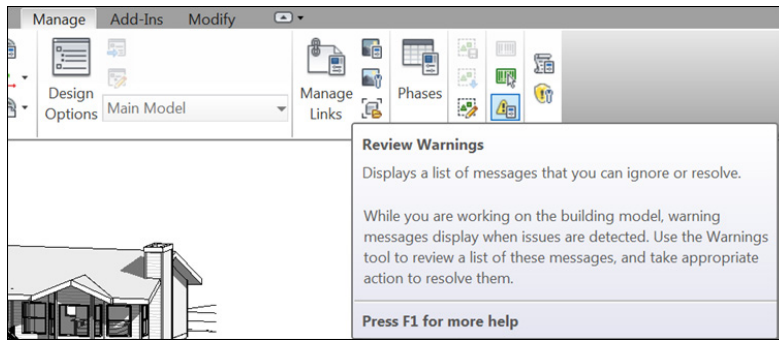 Manage Add-Ins Modify
Design
Options
Main Model
Manage
Links
Phases
Review Warnings
Displays a list of messages that you can ignore or resolve.
While you are working on the building model, warning
messages display when issues are detected. Use the Warnings
tool to review a list of these messages, and take appropriate
action to resolve them.
Press F1 for more help